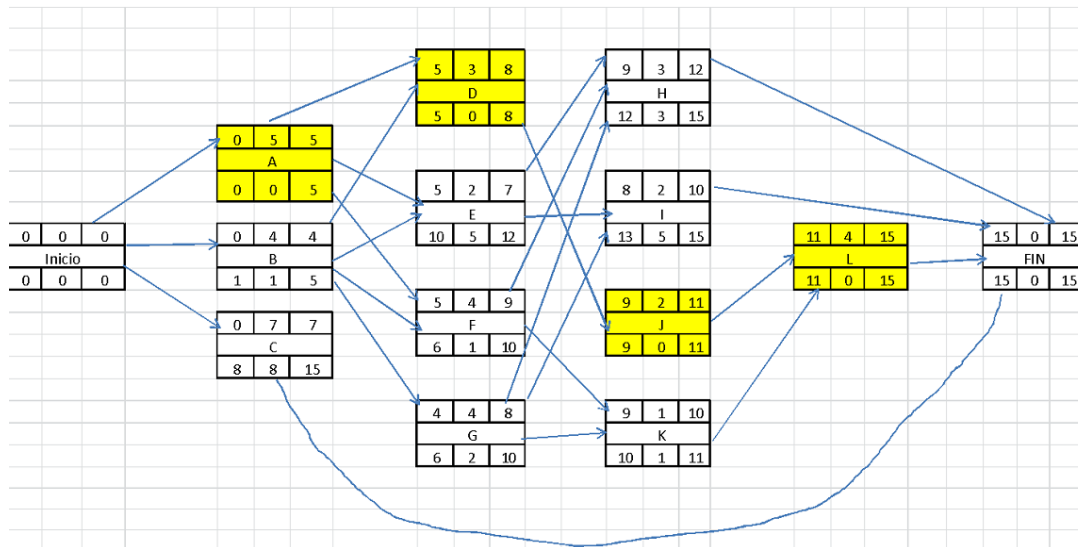 0 0 0
Inicio
0 0 0
0 5 5
A
0 0 5
0 4 4
B
1 1 5
0 7 7
C
8 8 15
5 3 8
D
5 0 8
5 2 7
E
10 5 12
5 4 9
F
6 1 10
4 4 8
G
6 2 10
9 3 12
H
12 3 15
8 2 10
I
13 5 15
9 2 11
J
9 0 11
9 1 10
K
10 1 11
11 4 15
L
11 0 15
15 0 15
FIN
15 0 15